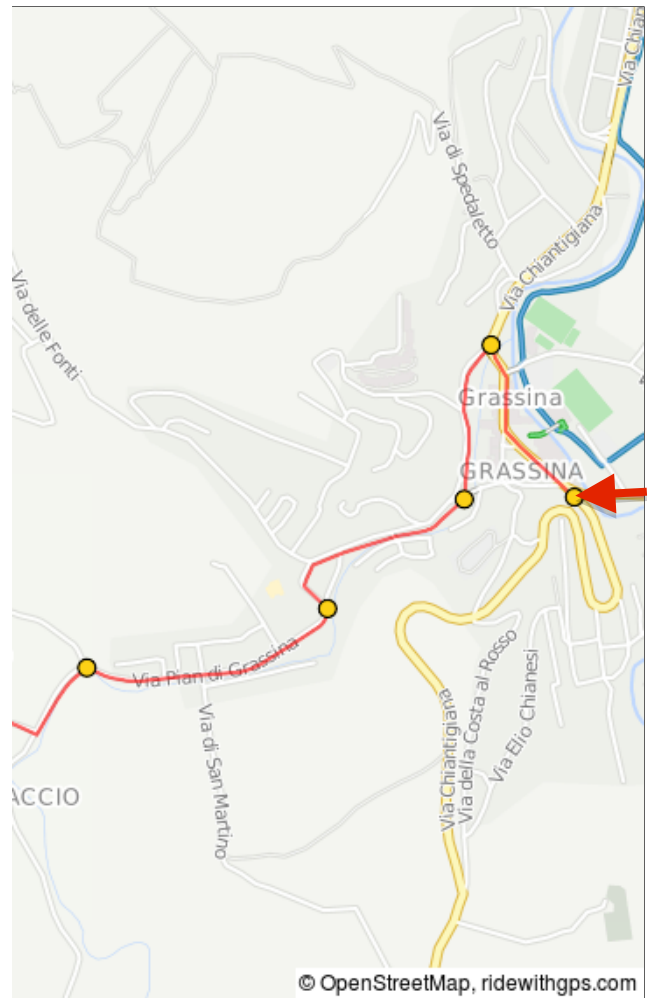 Via Chian
Via di Spedaletto
Via Chiantigiana
Via delle Fonti
Grassina
GRASSINA
Via Pian di Grassina
Via di San Martino
Via Chiantigiana
Via della Costa al Rosso
Via Elio Chianesi
ACCIO
© OpenStreetMap, ridewithgps.com